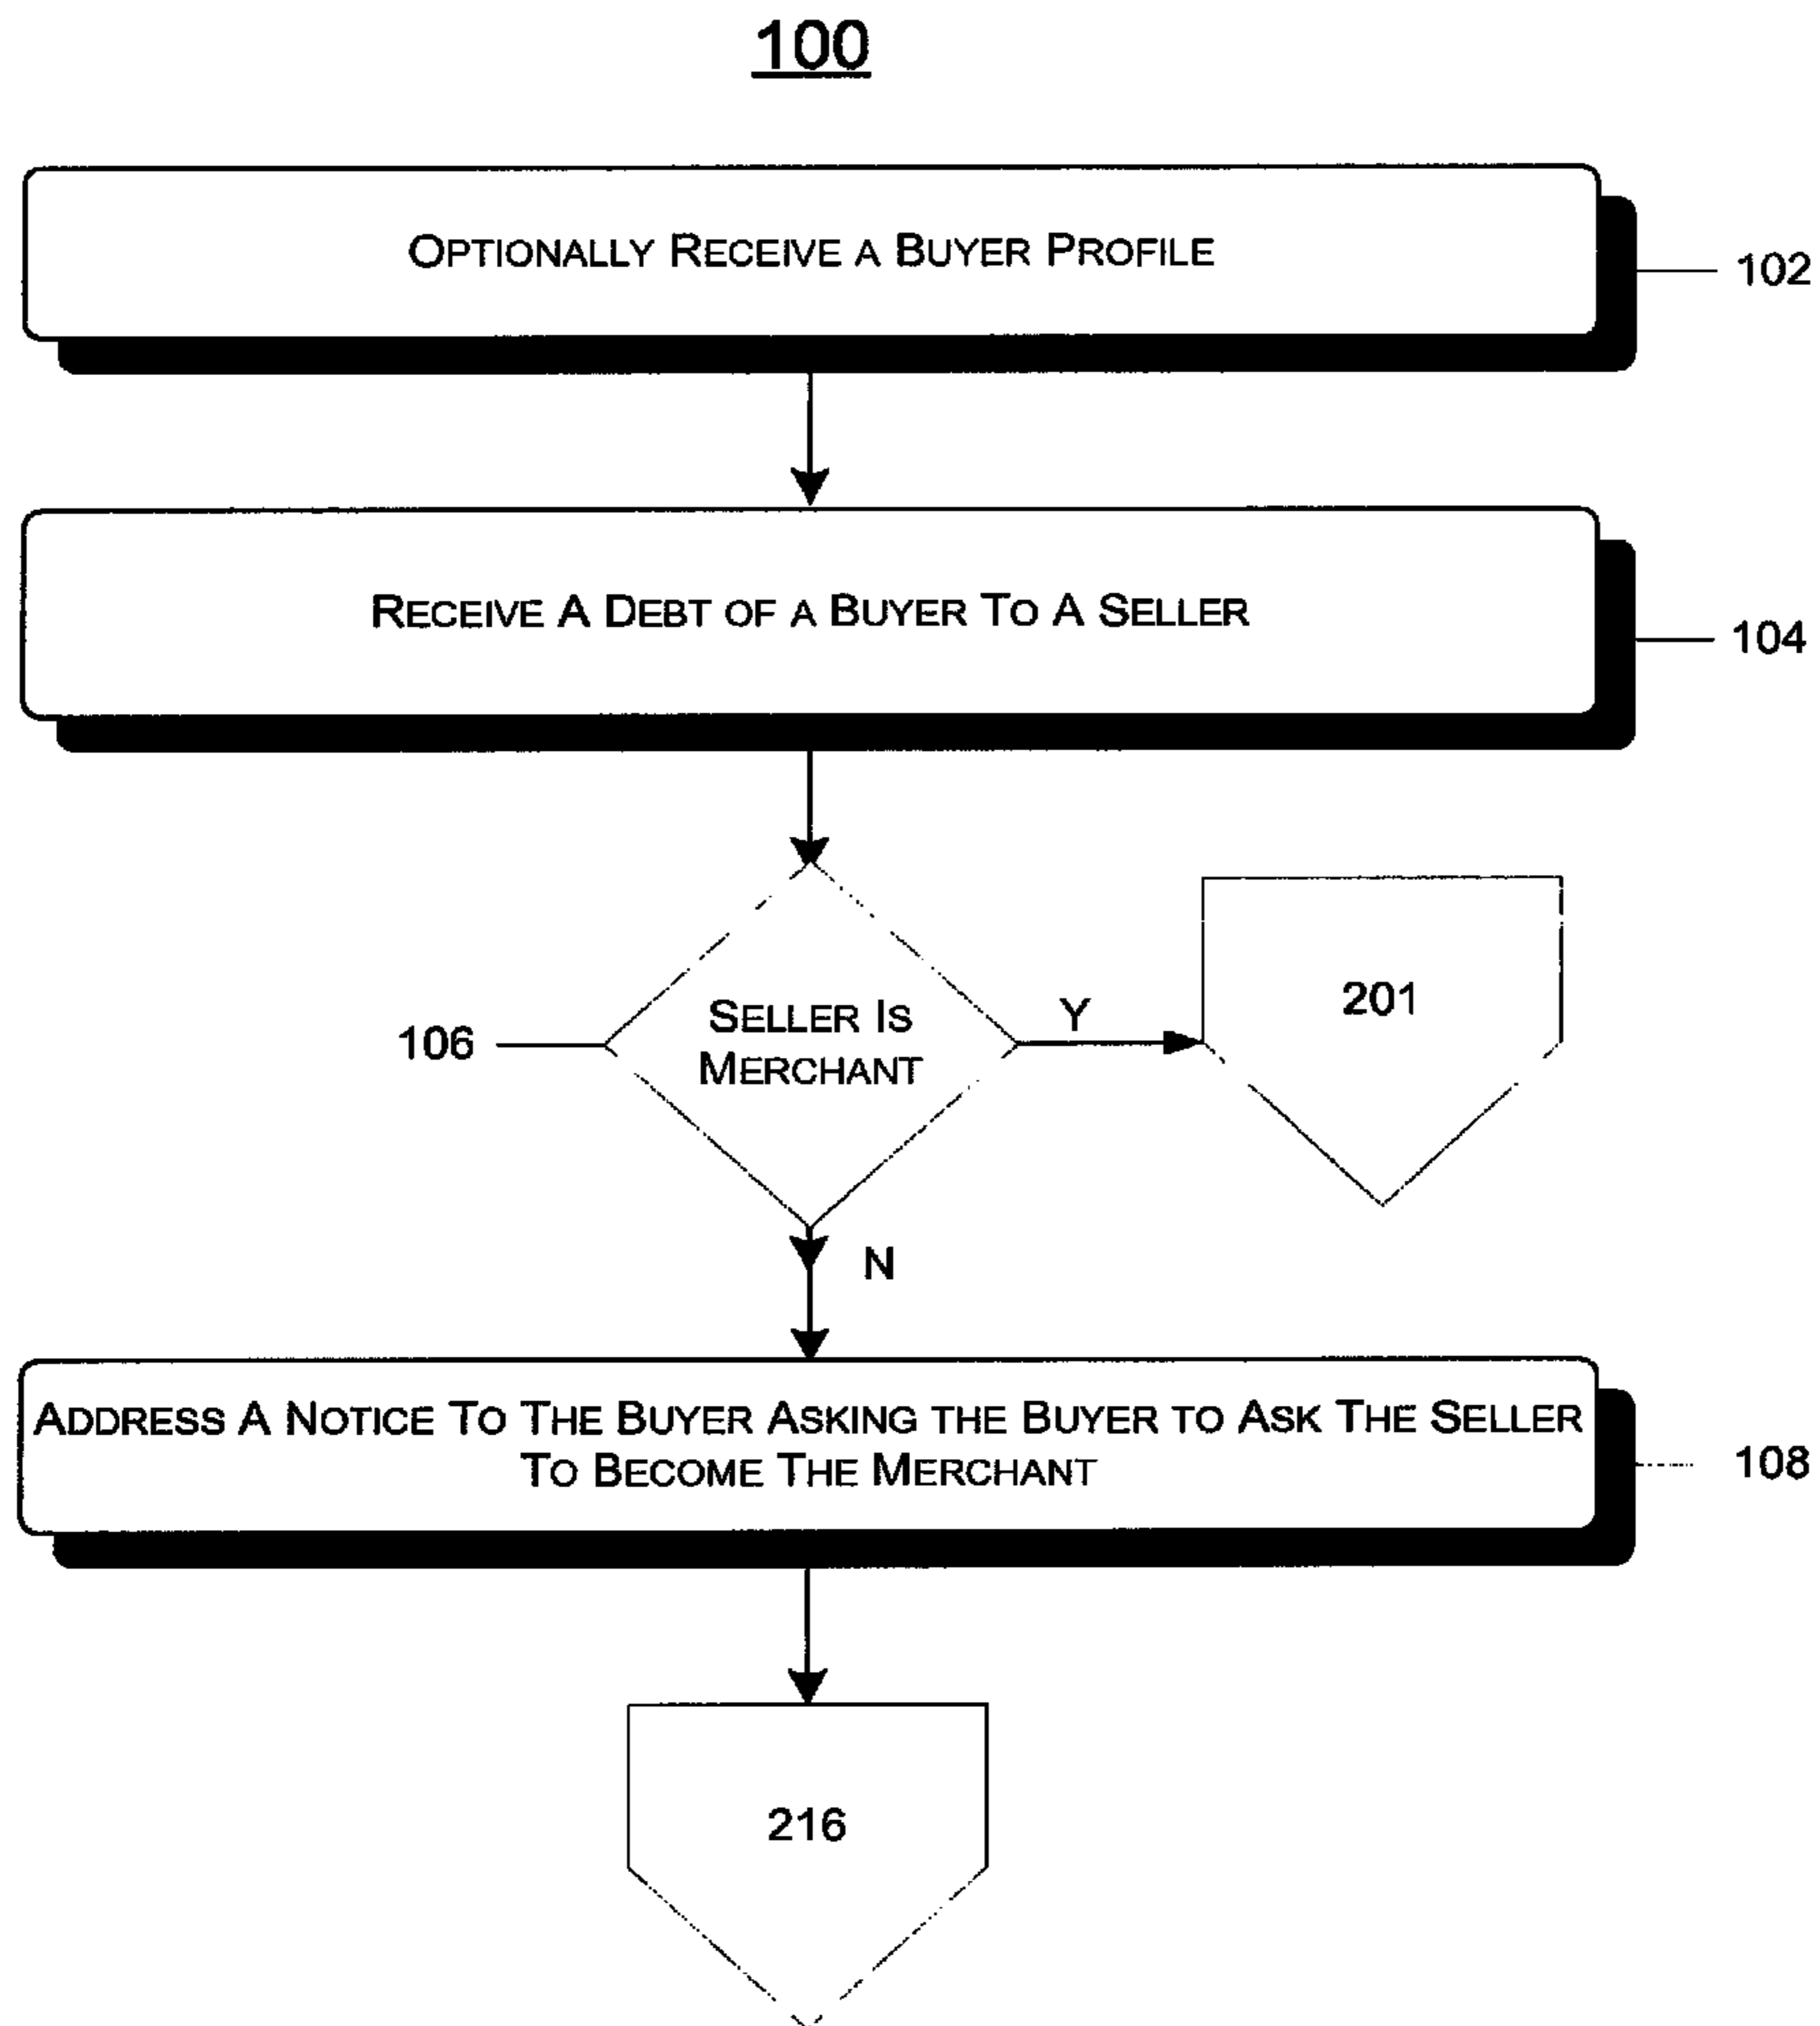 100
OPTIONALLY RECEIVE A BUYER PROFILE
102
RECEIVE A DEBT OF A BUYER TO A SELLER
104
106
SELLER IS
MERCHANT
Y
201
N
ADDRESS A NOTICE TO THE BUYER ASKING THE BUYER TO ASK THE SELLER
TO BECOME THE MERCHANT
108
216